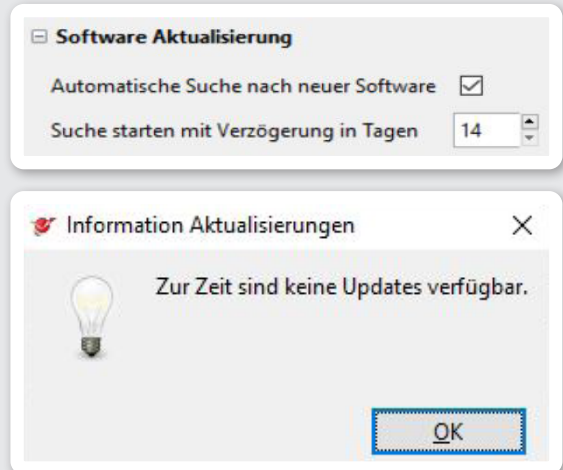 Software Aktualisierung
Automatische Suche nach neuer Software
Suche starten mit Verzögerung in Tagen 14
Information Aktualisierungen
Zur Zeit sind keine Updates verfügbar.
OK